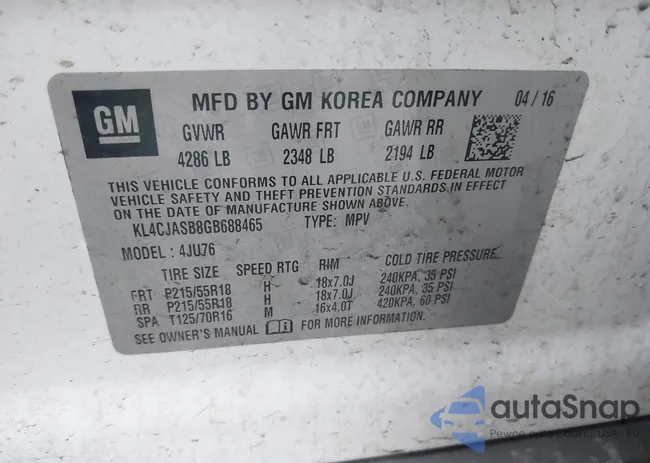 GM
MFD BY GM KOREA COMPANY 04 / 16
GVWR GAWR FRT GAWR RR
4286 LB 2348 LB 2194 LB
THIS VEHICLE CONFORMS TO ALL APPLICABLE U.S. FEDERAL MOTOR
VEHICLE SAFETY AND THEFT PREVENTION STANDARDS IN EFFECT
ON THE DATE OF MANUFACTURE SHOWN ABOVE.
KL4CJASB8GB688465 TYPE: MPV
MODEL : 4JU76
TIRE SIZE SPEED RTG RIM COLD TIRE PRESSURE
FRT P215/55R18 H 18x7.0J 240KPA, 35 PSI
RR P215/55R18 H 18x7.0J 240KPA, 35 PSI
SPA T125/70R16 M 16x4.0T 420KPA, 60 PSI
SEE OWNER'S MANUAL FOR MORE INFORMATION.
autaSnap
Pewne auto z